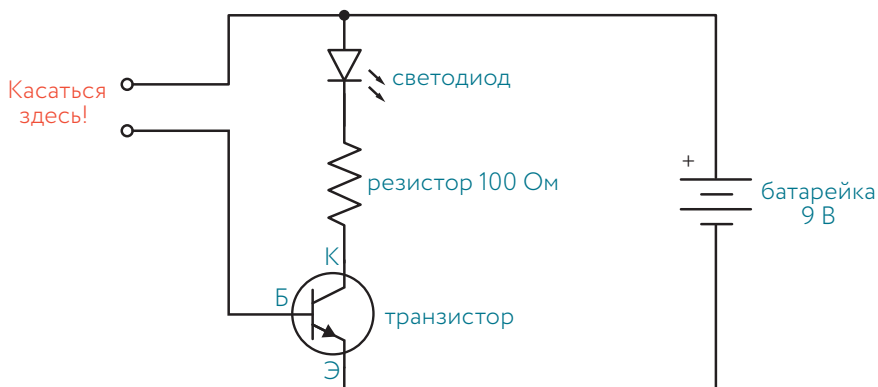 Касаться
здесь!
светодиод
резистор 100 Ом
+
батарейка
9 В
К
Б
транзистор
Э